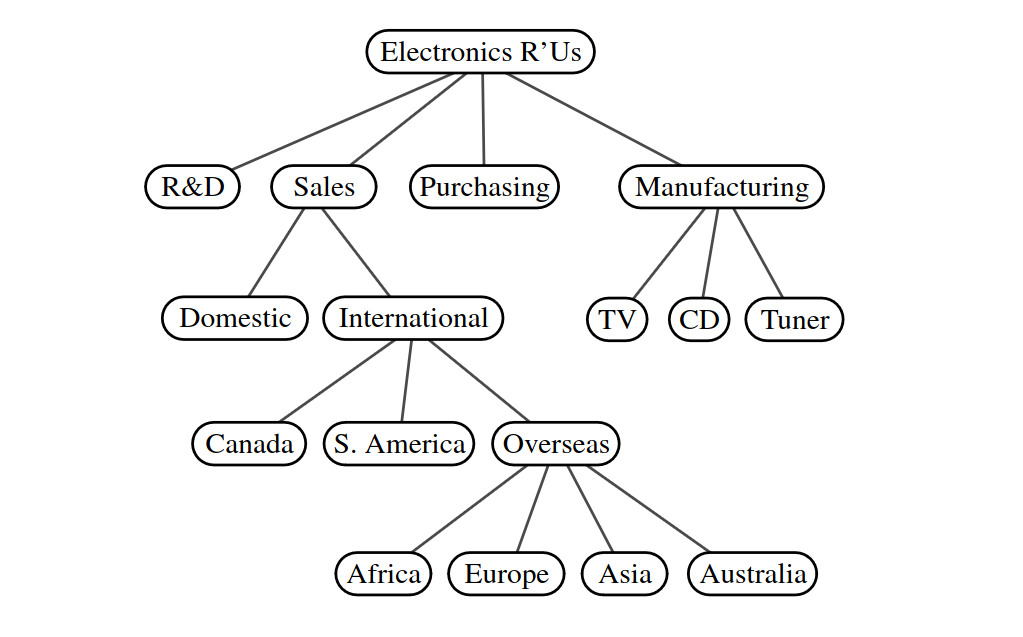 Electronics R’Us
R&D
Sales
Purchasing
Manufacturing
Domestic
International
TV
CD
Tuner
Canada
S. America
Overseas
Africa
Europe
Asia
Australia